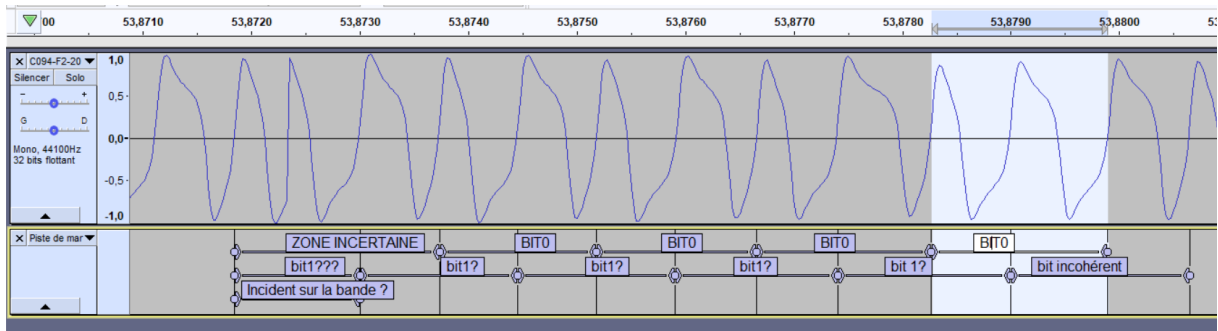 00 53,8710 53,8720 53,8730 53,8740 53,8750 53,8760 53,8770 53,8780 53,8790 53,8800 53
× C094-F2-20
Silencer Solo
- +
G D
Mono, 44100Hz
32 bits flottant
1,0
0,5-
0,0-
-0,5-
-1,0
× Piste de mar
ZONE INCERTAINE BIT0 BIT0 BIT0 BIT0
bit1??? bit1? bit1? bit1? bit 1? bit incohérent
Incident sur la bande ?